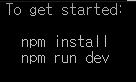 To get started:
npm install
npm run dev